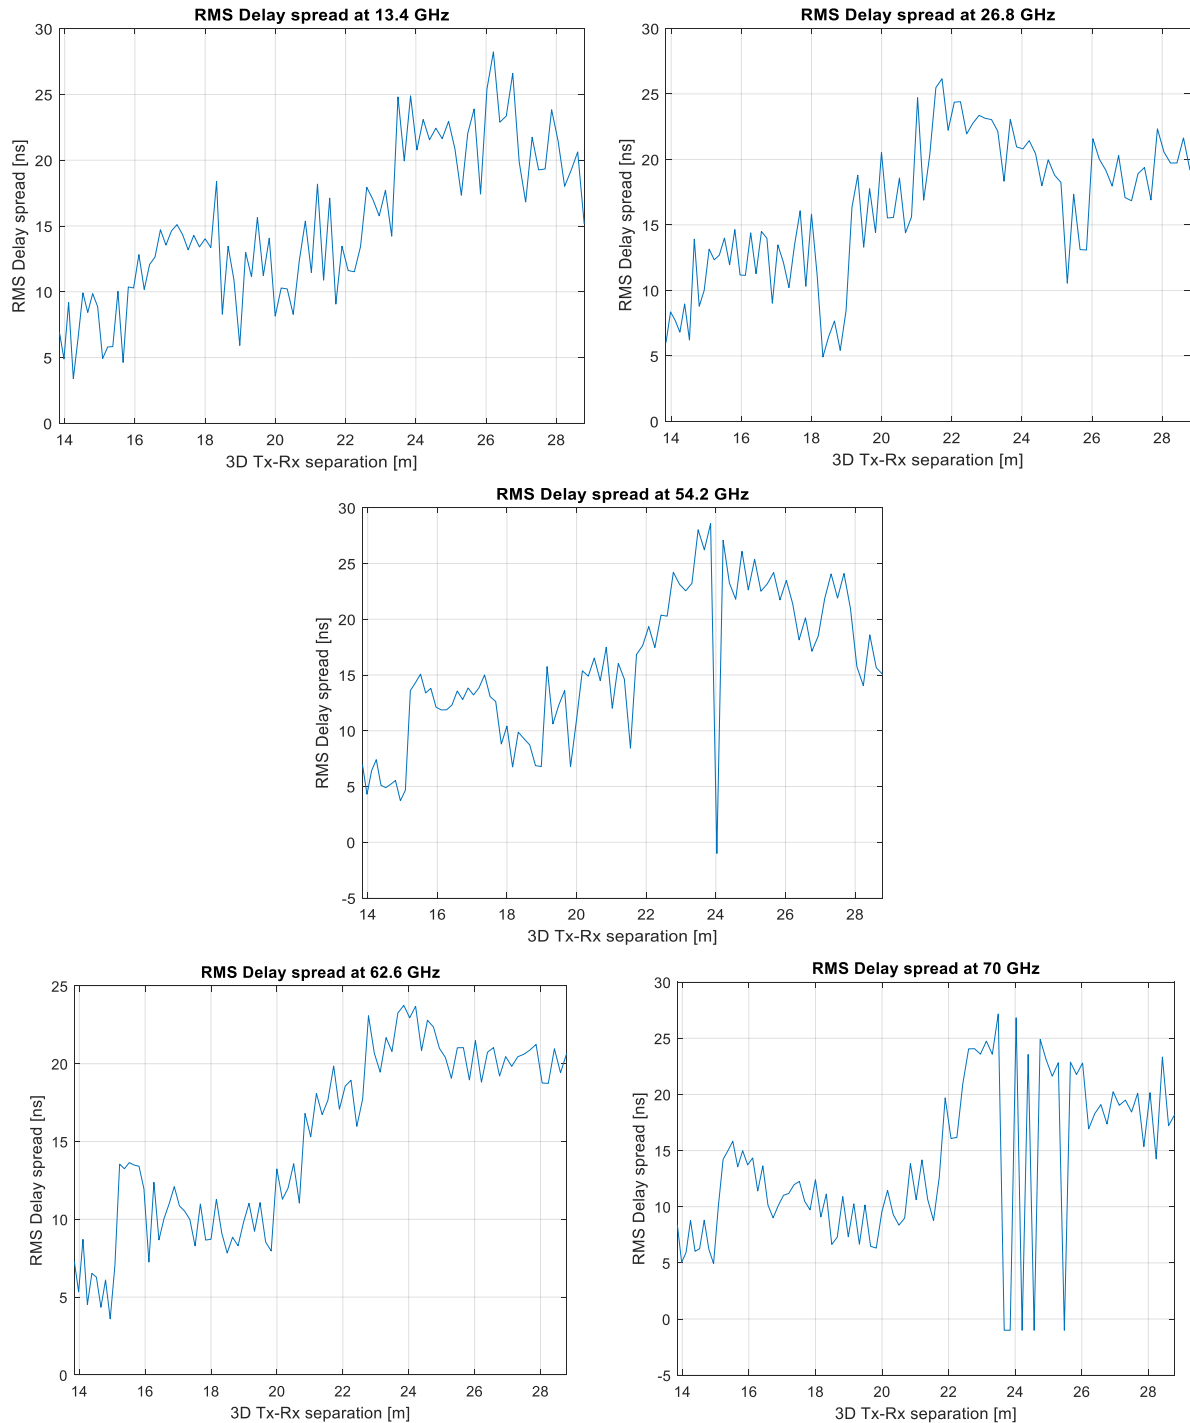 RMS Delay spread at 13.4 GHz
30
25
20
15
10
5
0
RMS Delay spread [ns]
14 16 18 20 22 24 26 28
3D Tx-Rx separation [m]
RMS Delay spread at 26.8 GHz
30
25
20
15
10
5
0
RMS Delay spread [ns]
14 16 18 20 22 24 26 28
3D Tx-Rx separation [m]
RMS Delay spread at 54.2 GHz
30
25
20
15
10
5
0
-5
RMS Delay spread [ns]
14 16 18 20 22 24 26 28
3D Tx-Rx separation [m]
RMS Delay spread at 62.6 GHz
25
20
15
10
5
0
RMS Delay spread [ns]
14 16 18 20 22 24 26 28
3D Tx-Rx separation [m]
RMS Delay spread at 70 GHz
30
25
20
15
10
5
0
-5
RMS Delay spread [ns]
14 16 18 20 22 24 26 28
3D Tx-Rx separation [m]